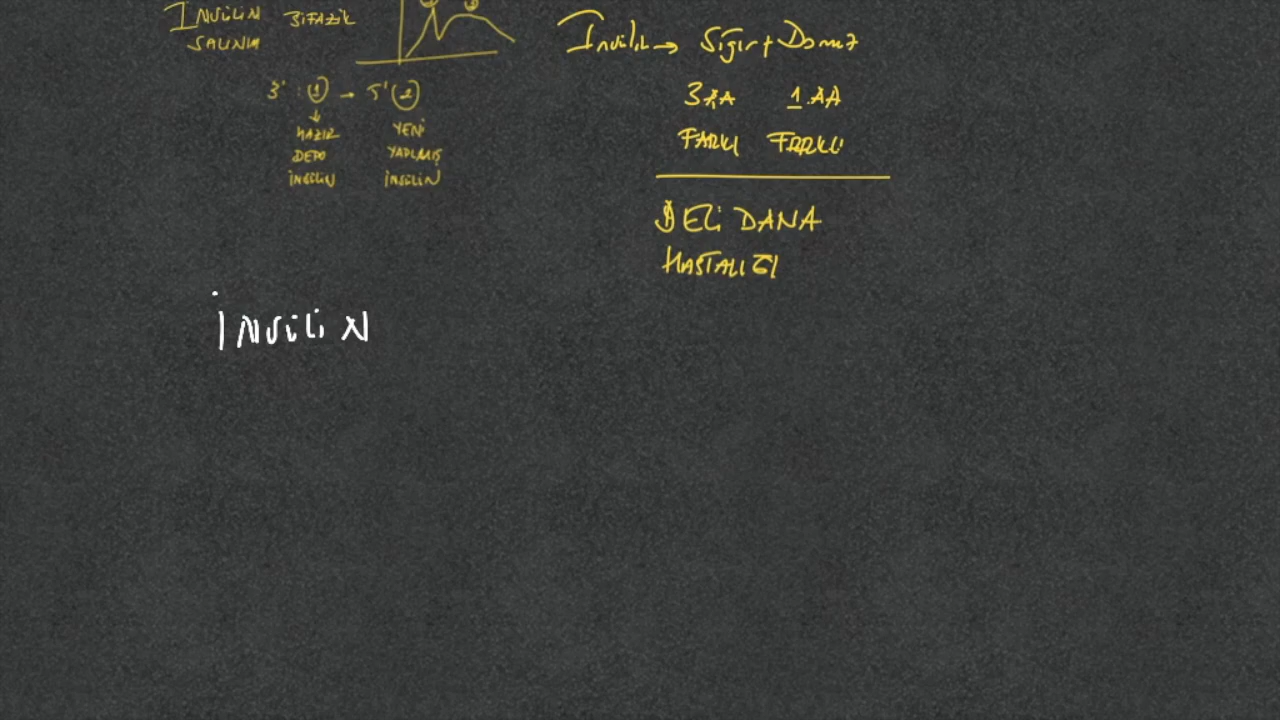 İNSÜLİN BİFAZİK
SALINIM
3' : 1 → 5' 2
HAZIR YENİ
DEPO YAPILMIŞ
İNSÜLİN İNSÜLİN
İnsülin → Sığır + Domuz
3 AA 1 AA
FARKLI FARKLI
DELİ DANA
HASTALIĞI
İNSÜLİN